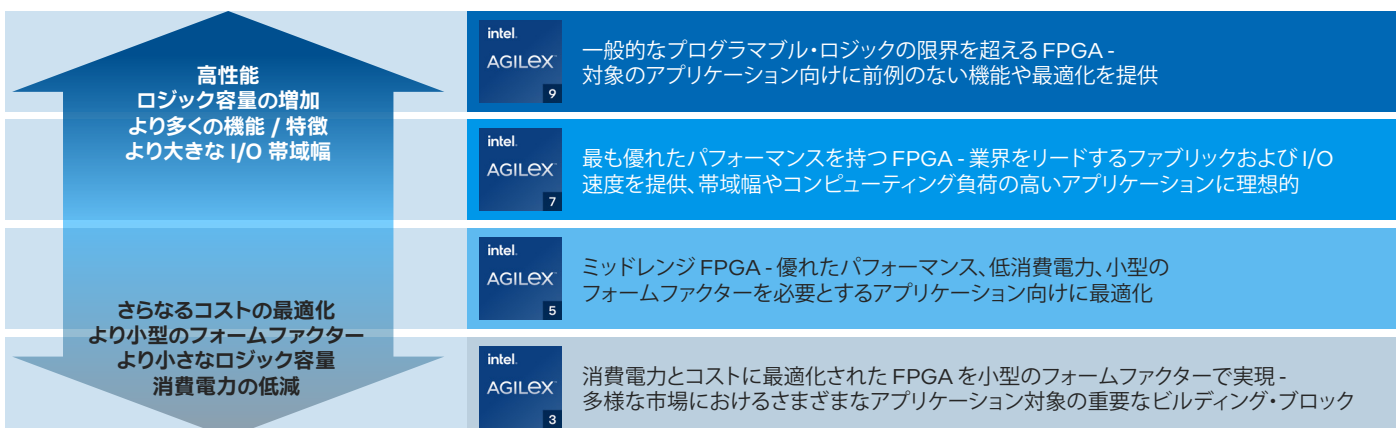 高性能
ロジック容量の増加
より多くの機能 / 特徴
より大きな I/O 帯域幅
さらなるコストの最適化
より小型のフォームファクター
より小さなロジック容量
消費電力の低減
intel.
AGILEX
9
一般的なプログラマブル・ロジックの限界を超える FPGA -
対象のアプリケーション向けに前例のない機能や最適化を提供
intel.
AGILEX
7
最も優れたパフォーマンスを持つ FPGA - 業界をリードするファブリックおよび I/O
速度を提供、帯域幅やコンピューティング負荷の高いアプリケーションに理想的
intel.
AGILEX
5
ミッドレンジ FPGA - 優れたパフォーマンス、低消費電力、小型の
フォームファクターを必要とするアプリケーション向けに最適化
intel.
AGILEX
3
消費電力とコストに最適化された FPGA を小型のフォームファクターで実現 -
多様な市場におけるさまざまなアプリケーション対象の重要なビルディング・ブロック